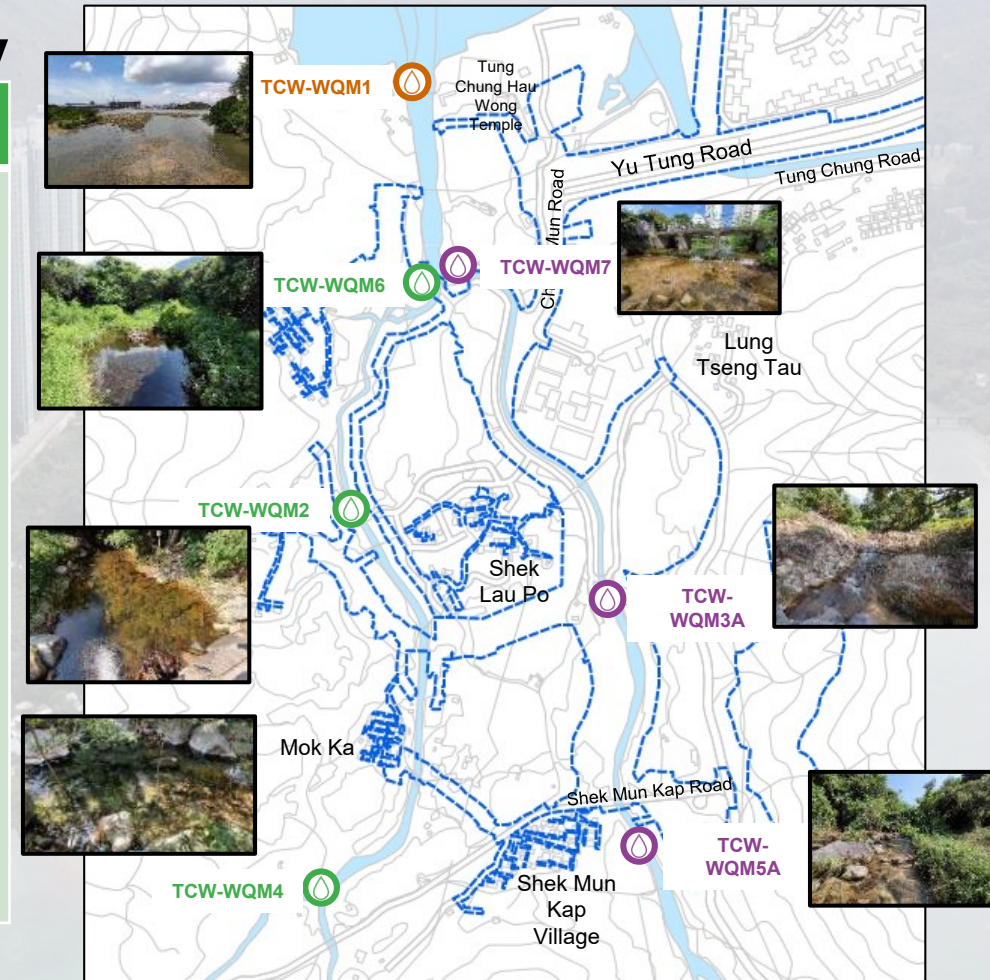 TCW-WQM1
Tung
Chung Hau
Wong
Temple
Yu Tung Road
Tung Chung Road
Mun Road
TCW-WQM6
TCW-WQM7
Lung
Tseng Tau
TCW-WQM2
Shek
Lau Po
TCW-
WQM3A
Mok Ka
Shek Mun Kap Road
TCW-
WQM5A
TCW-WQM4
Shek Mun
Kap
Village